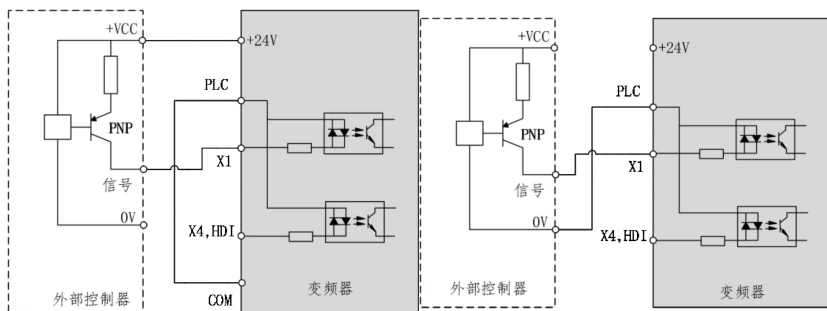 +VCC
+24V
PLC
PNP
X1
信号
0V
X4,HDI
COM
外部控制器
变频器
+VCC
+24V
PLC
PNP
X1
信号
0V
X4,HDI
外部控制器
变频器